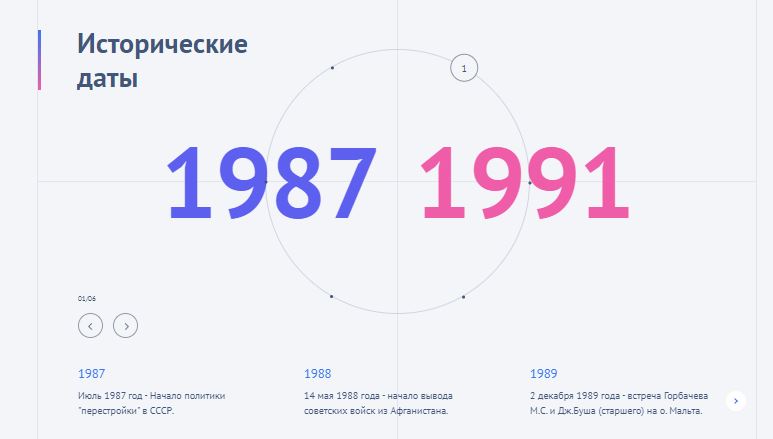 Исторические
даты
1
1987 1991
01/06
1987
Июль 1987 год - Начало политики
"перестройки" в СССР.
1988
14 мая 1988 года - начало вывода
советских войск из Афганистана.
1989
2 декабря 1989 года - встреча Горбачева
М.С. и Дж.Буша (старшего) на о. Мальта.